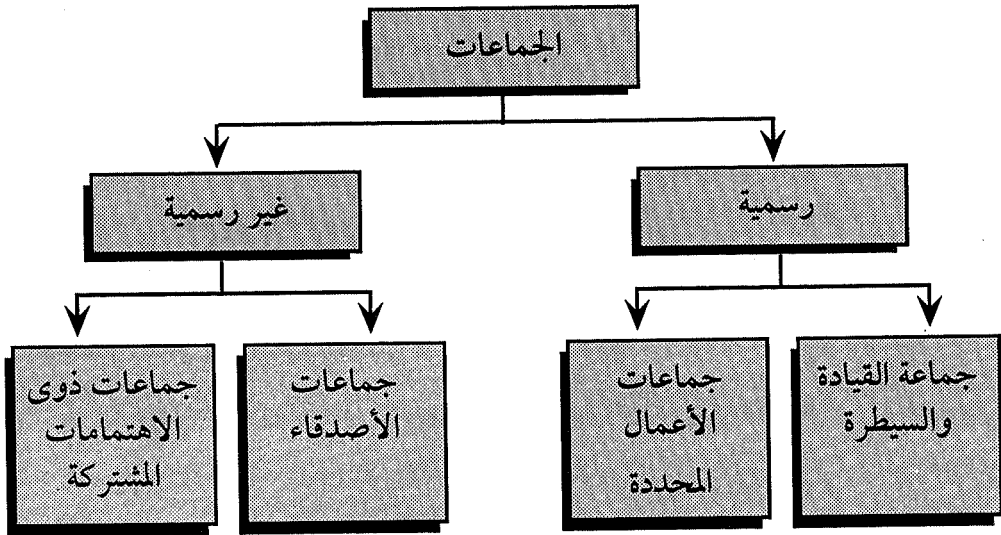 الجماعات
رسمية
غير رسمية
جماعة القيادة
والسيطرة
جماعات
الأعمال
المحددة
جماعات
الأصدقاء
جماعات ذوى
الاهتمامات
المشتركة